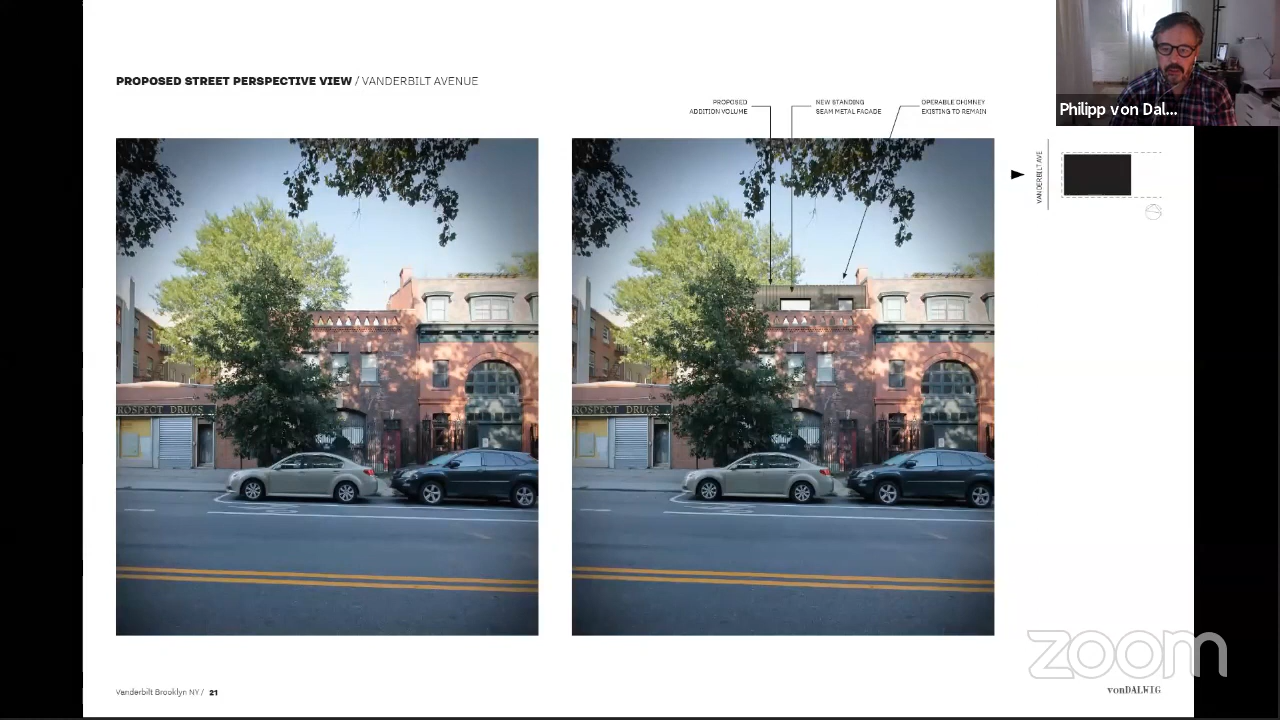 PROPOSED STREET PERSPECTIVE VIEW / VANDERBILT AVENUE
PROPOSED
ADDITION VOLUME
NEW STANDING
SEAM METAL FACADE
OPERABLE CHIMNEY
EXISTING TO REMAIN
Philipp von Dal...
VANDERBILT AVE
ROSPECT DRUGS
ROSPECT DRUGS
zoom
Vanderbilt Brooklyn NY / 21
vonDALWIG